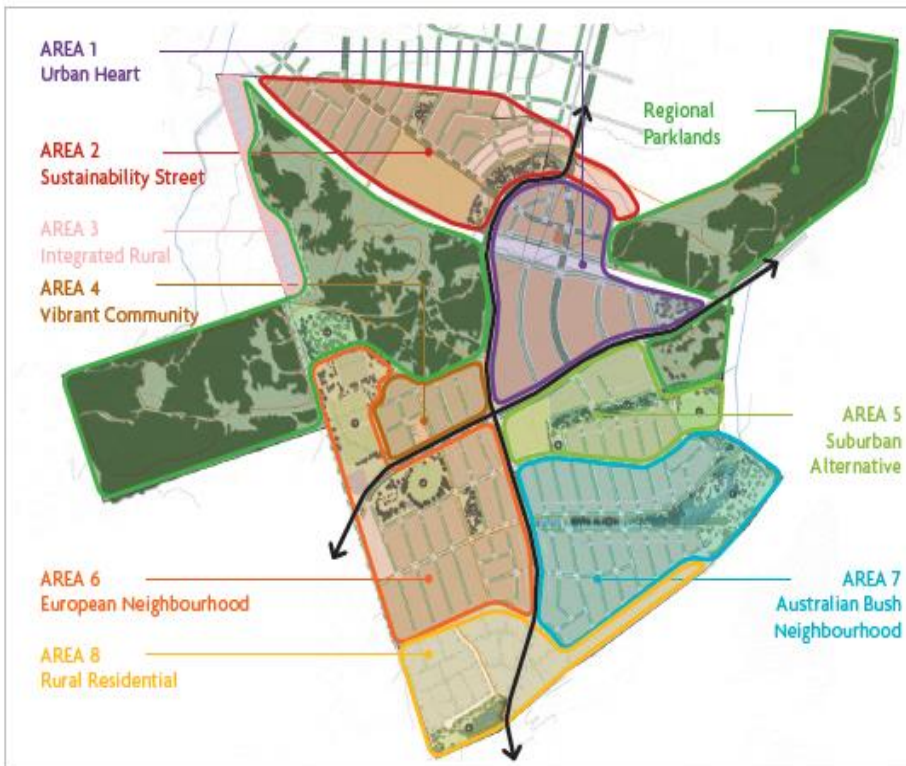 AREA 1
Urban Heart
AREA 2
Sustainability Street
AREA 3
Integrated Rural
AREA 4
Vibrant Community
Regional
Parklands
AREA 5
Suburban
Alternative
AREA 6
European Neighbourhood
AREA 7
Australian Bush
Neighbourhood
AREA 8
Rural Residential